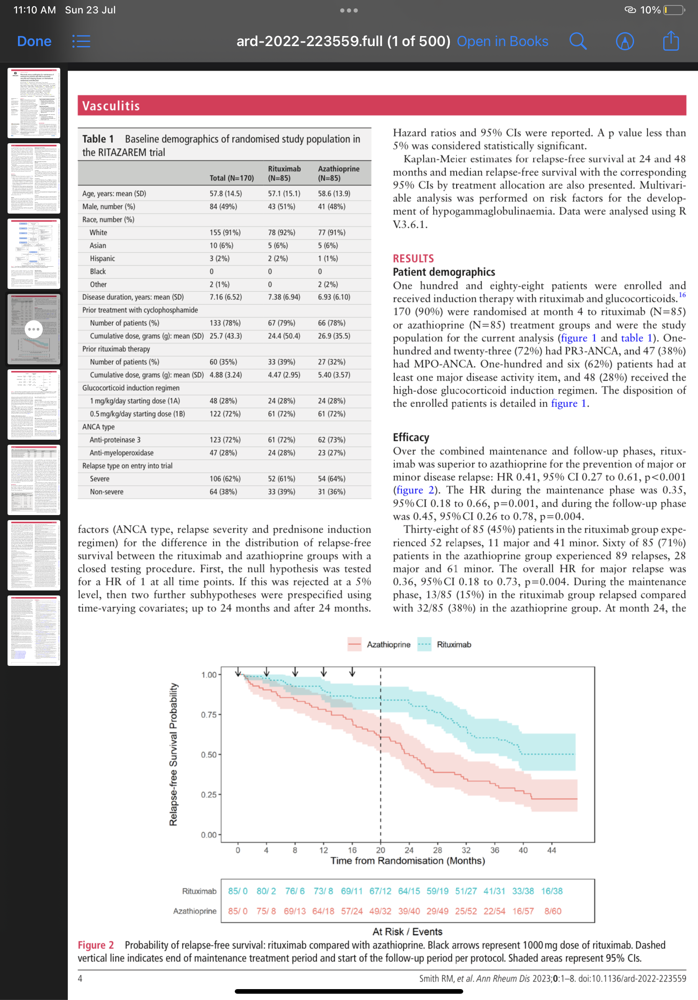 11:10 AM Sun 23 Jul
10%
Done
ard-2022-223559.full (1 of 500)
Open in Books
Vasculitis
Table 1 Baseline demographics of randomised study population in
the RITAZAREM trial
Total (N=170) Rituximab (N=85) Azathioprine (N=85)
Age, years: mean (SD) 57.8 (14.5) 57.1 (15.1) 58.6 (13.9)
Male, number (%) 84 (49%) 43 (51%) 41 (48%)
Race, number (%)
White 155 (91%) 78 (92%) 77 (91%)
Asian 10 (6%) 5 (6%) 5 (6%)
Hispanic 3 (2%) 2 (2%) 1 (1%)
Black 0 0 0
Other 2 (1%) 0 2 (2%)
Disease duration, years: mean (SD) 7.16 (6.52) 7.38 (6.94) 6.93 (6.10)
Prior treatment with cyclophosphamide
Number of patients (%) 133 (78%) 67 (79%) 66 (78%)
Cumulative dose, grams (g): mean (SD) 25.7 (43.3) 24.4 (50.4) 26.9 (35.5)
Prior rituximab therapy
Number of patients (%) 60 (35%) 33 (39%) 27 (32%)
Cumulative dose, grams (g): mean (SD) 4.88 (3.24) 4.47 (2.95) 5.40 (3.57)
Glucocorticoid induction regimen
1 mg/kg/day starting dose (1A) 48 (28%) 24 (28%) 24 (28%)
0.5 mg/kg/day starting dose (1B) 122 (72%) 61 (72%) 61 (72%)
ANCA type
Anti-proteinase 3 123 (72%) 61 (72%) 62 (73%)
Anti-myeloperoxidase 47 (28%) 24 (28%) 23 (27%)
Relapse type on entry into trial
Severe 106 (62%) 52 (61%) 54 (64%)
Non-severe 64 (38%) 33 (39%) 31 (36%)
factors (ANCA type, relapse severity and prednisone induction
regimen) for the difference in the distribution of relapse-free
survival between the rituximab and azathioprine groups with a
closed testing procedure. First, the null hypothesis was tested
for a HR of 1 at all time points. If this was rejected at a 5%
level, then two further subhypotheses were prespecified using
time-varying covariates; up to 24 months and after 24 months.
Hazard ratios and 95% CIs were reported. A p value less than
5% was considered statistically significant.
Kaplan-Meier estimates for relapse-free survival at 24 and 48
months and median relapse-free survival with the corresponding
95% CIs by treatment allocation are also presented. Multivari-
able analysis was performed on risk factors for the develop-
ment of hypogammaglobulinaemia. Data were analysed using R
V.3.6.1.
RESULTS
Patient demographics
One hundred and eighty-eight patients were enrolled and
received induction therapy with rituximab and glucocorticoids.16
170 (90%) were randomised at month 4 to rituximab (N=85)
or azathioprine (N=85) treatment groups and were the study
population for the current analysis (figure 1 and table 1). One-
hundred and twenty-three (72%) had PR3-ANCA, and 47 (38%)
had MPO-ANCA. One-hundred and six (62%) patients had at
least one major disease activity item, and 48 (28%) received the
high-dose glucocorticoid induction regimen. The disposition of
the enrolled patients is detailed in figure 1.
Efficacy
Over the combined maintenance and follow-up phases, ritux-
imab was superior to azathioprine for the prevention of major or
minor disease relapse: HR 0.41, 95% CI 0.27 to 0.61, p<0.001
(figure 2). The HR during the maintenance phase was 0.35,
95% CI 0.18 to 0.66, p=0.001, and during the follow-up phase
was 0.45, 95% CI 0.26 to 0.78, p=0.004.
Thirty-eight of 85 (45%) patients in the rituximab group expe-
rienced 52 relapses, 11 major and 41 minor. Sixty of 85 (71%)
patients in the azathioprine group experienced 89 relapses, 28
major and 61 minor. The overall HR for major relapse was
0.36, 95% CI 0.18 to 0.73, p=0.004. During the maintenance
phase, 13/85 (15%) in the rituximab group relapsed compared
with 32/85 (38%) in the azathioprine group. At month 24, the
Azathioprine Rituximab
Relapse-free Survival Probability
1.00
0.75
0.50
0.25
0.00
0 4 8 12 16 20 24 28 32 36 40 44
Time from Randomisation (Months)
Rituximab 85/ 0 80/ 2 76/ 6 73/ 8 69/11 67/12 64/15 59/19 51/27 41/31 33/38 16/38
Azathioprine 85/ 0 75/ 8 69/13 64/18 57/24 49/32 39/40 29/49 25/52 22/54 16/57 8/60
At Risk / Events
Figure 2 Probability of relapse-free survival: rituximab compared with azathioprine. Black arrows represent 1000 mg dose of rituximab. Dashed
vertical line indicates end of maintenance treatment period and start of the follow-up period per protocol. Shaded areas represent 95% CIs.
4 Smith RM, et al. Ann Rheum Dis 2023;0:1–8. doi:10.1136/ard-2022-223559